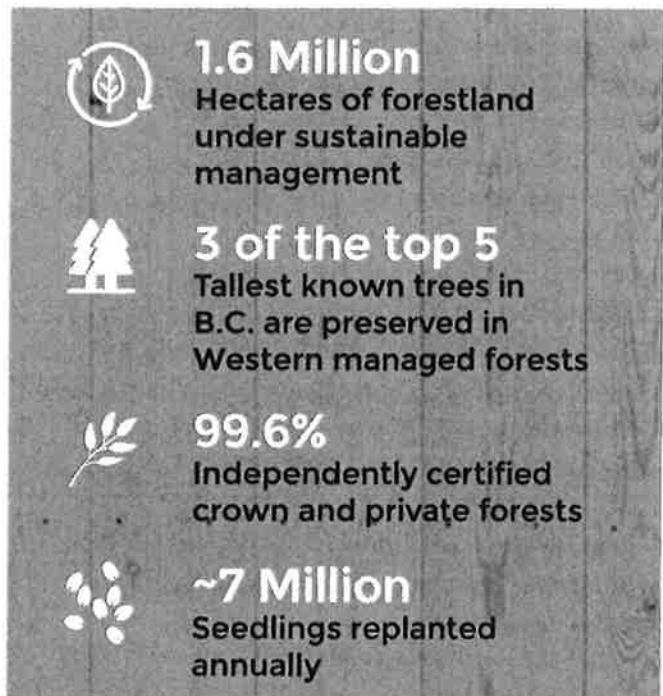 1.6 Million
Hectares of forestland
under sustainable
management
3 of the top 5
Tallest known trees in
B.C. are preserved in
Western managed forests
99.6%
Independently certified
crown and private forests
~7 Million
Seedlings replanted
annually